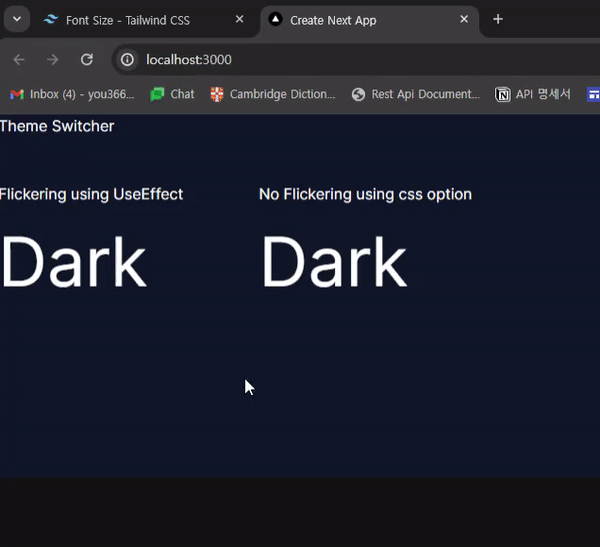 Font Size - Tailwind CSS
Create Next App
localhost:3000
Inbox (4) - you366...
Chat
Cambridge Diction...
Rest Api Document...
API 명세서
Theme Switcher
Flickering using UseEffect
No Flickering using css option
Dark
Dark